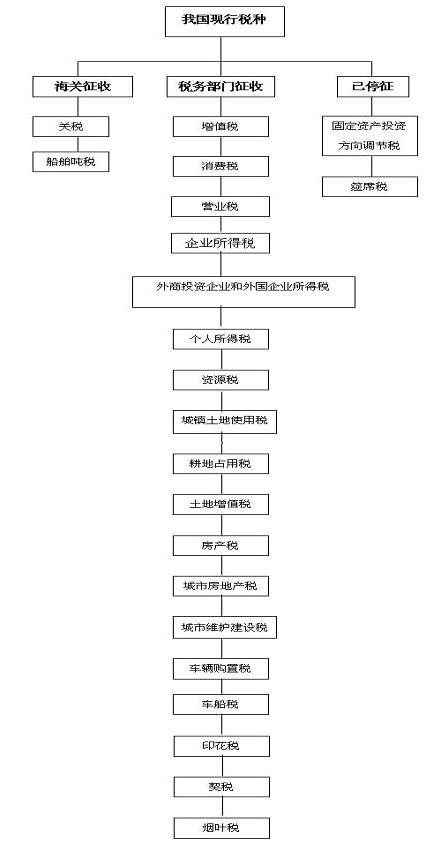 我国现行税种
海关征收
关税
船舶吨税
税务部门征收
增值税
消费税
营业税
企业所得税
外商投资企业和外国企业所得税
个人所得税
资源税
城镇土地使用税
耕地占用税
土地增值税
房产税
城市房地产税
城市维护建设税
车辆购置税
车船税
印花税
契税
烟叶税
已停征
固定资产投资
方向调节税
筵席税